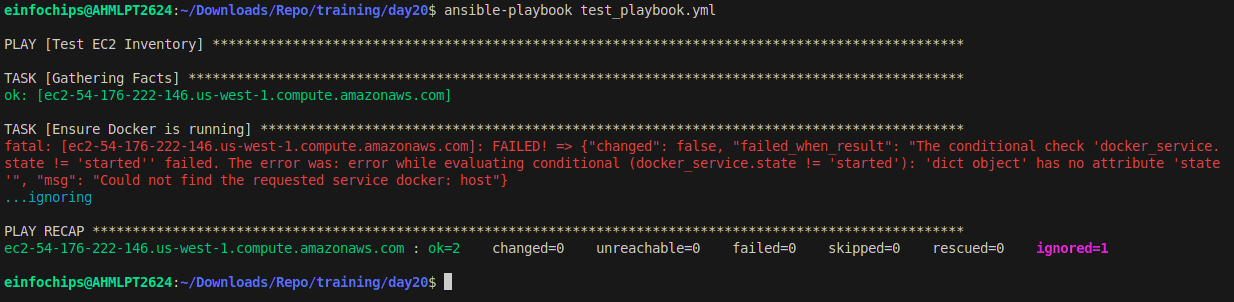 einfochips@AHMLPT2624:~/Downloads/Repo/training/day20$ ansible-playbook test_playbook.yml
PLAY [Test EC2 Inventory] **********************************************************************************************
TASK [Gathering Facts] *************************************************************************************************
ok: [ec2-54-176-222-146.us-west-1.compute.amazonaws.com]
TASK [Ensure Docker is running] ****************************************************************************************
fatal: [ec2-54-176-222-146.us-west-1.compute.amazonaws.com]: FAILED! => {"changed": false, "failed_when_result": "The conditional check 'docker_service.
state != 'started'' failed. The error was: error while evaluating conditional (docker_service.state != 'started'): 'dict object' has no attribute 'state
'", "msg": "Could not find the requested service docker: host"}
...ignoring
PLAY RECAP *************************************************************************************************************
ec2-54-176-222-146.us-west-1.compute.amazonaws.com : ok=2    changed=0    unreachable=0    failed=0    skipped=0    rescued=0    ignored=1
einfochips@AHMLPT2624:~/Downloads/Repo/training/day20$